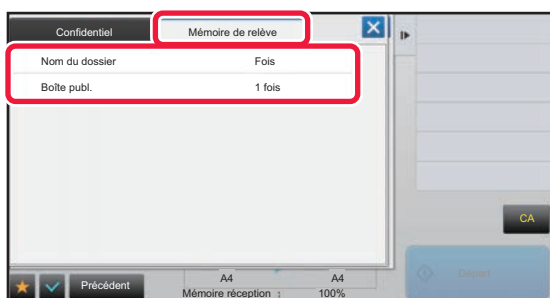 Confidentiel Mémoire de relève
Nom du dossier Fois
Boîte publ. 1 fois
CA
Départ
A4 A4
Précédent
Mémoire réception : 100%